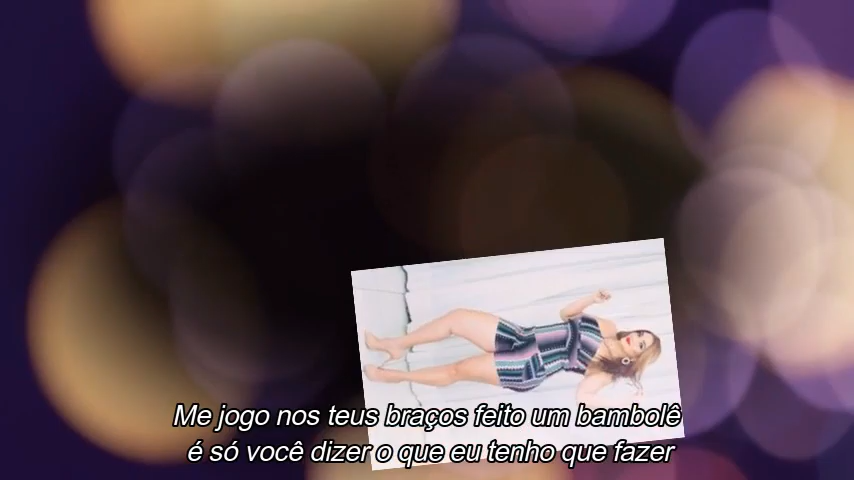 Me jogo nos teus braços feito um bambolê
é só você dizer o que eu tenho que fazer